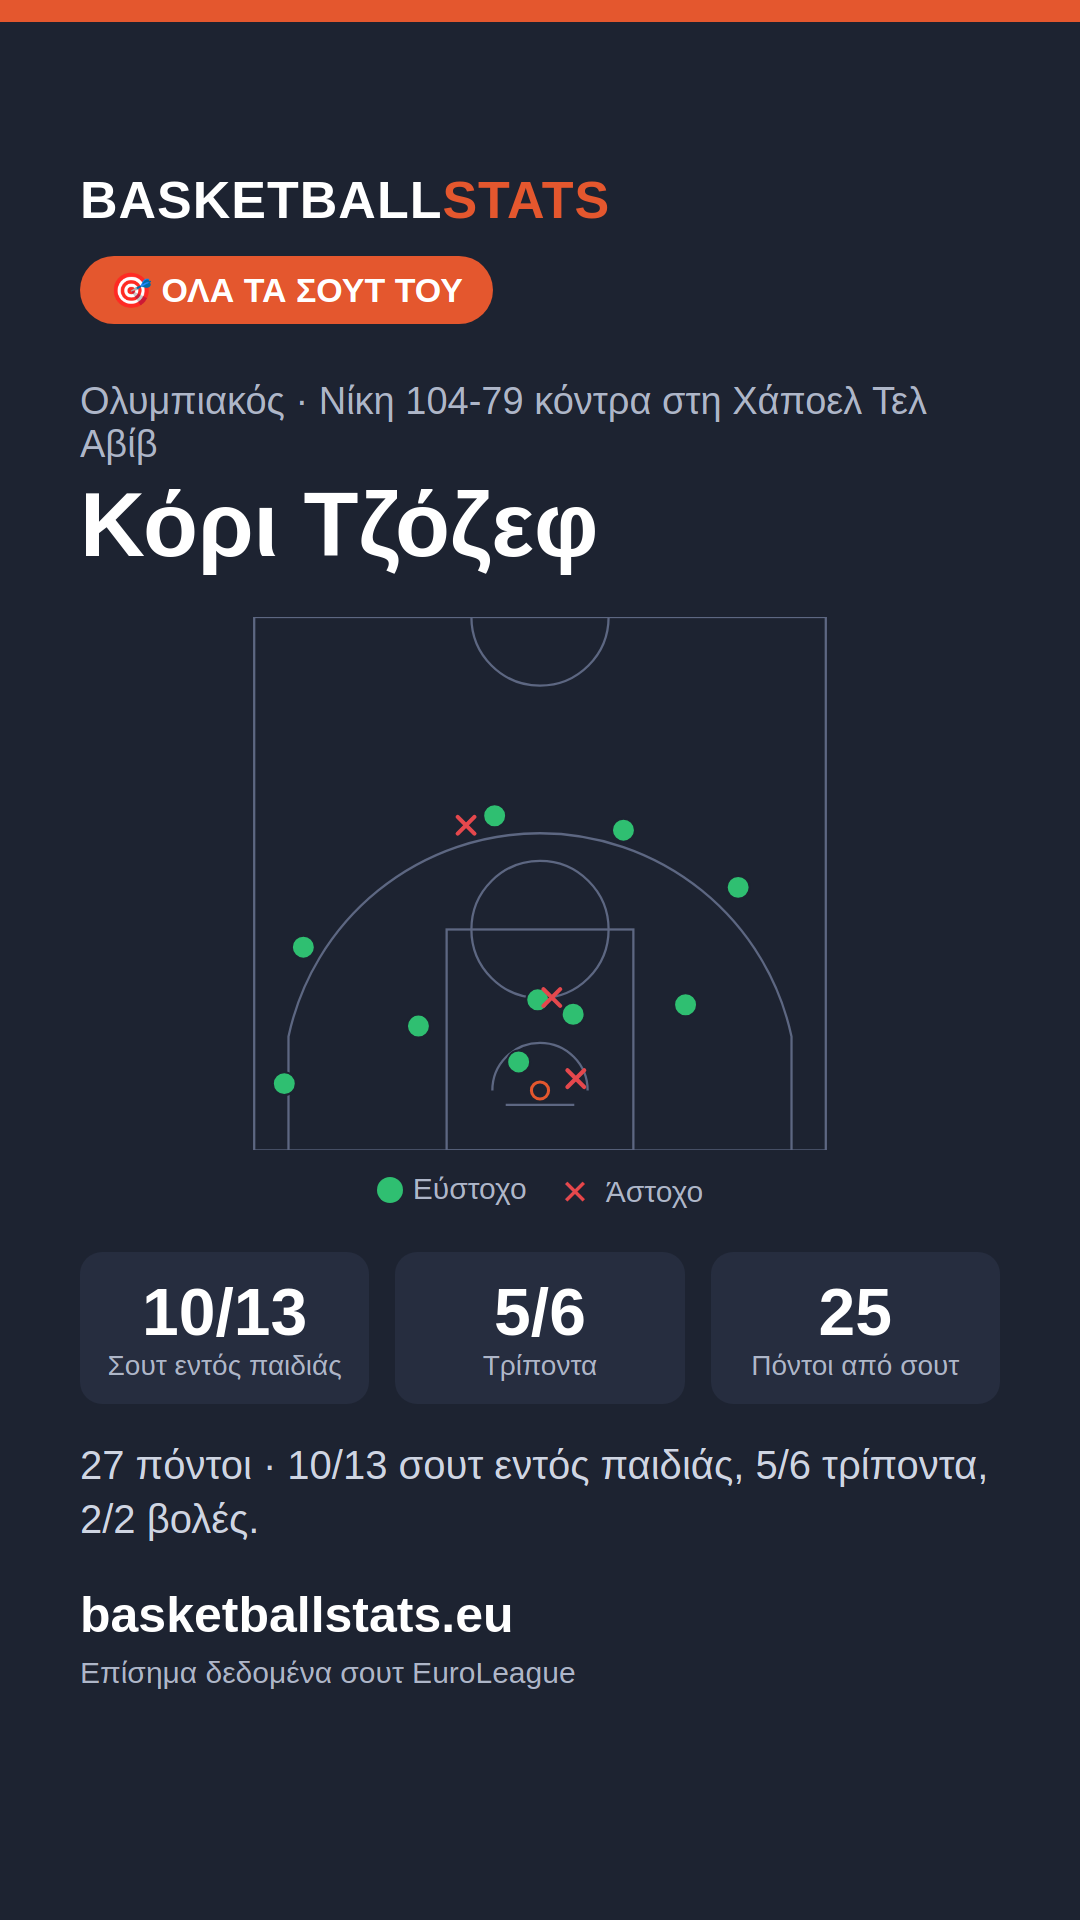 BASKETBALLSTATS
🎯 ΟΛΑ ΤΑ ΣΟΥΤ ΤΟΥ
Ολυμπιακός · Νίκη 104-79 κόντρα στη Χάποελ Τελ
Αβίβ
Κόρι Τζόζεφ
Εύστοχο ✕ Άστοχο
10/13 5/6 25
Σουτ εντός παιδιάς Τρίποντα Πόντοι από σουτ
27 πόντοι · 10/13 σουτ εντός παιδιάς, 5/6 τρίποντα,
2/2 βολές.
basketballstats.eu
Επίσημα δεδομένα σουτ EuroLeague